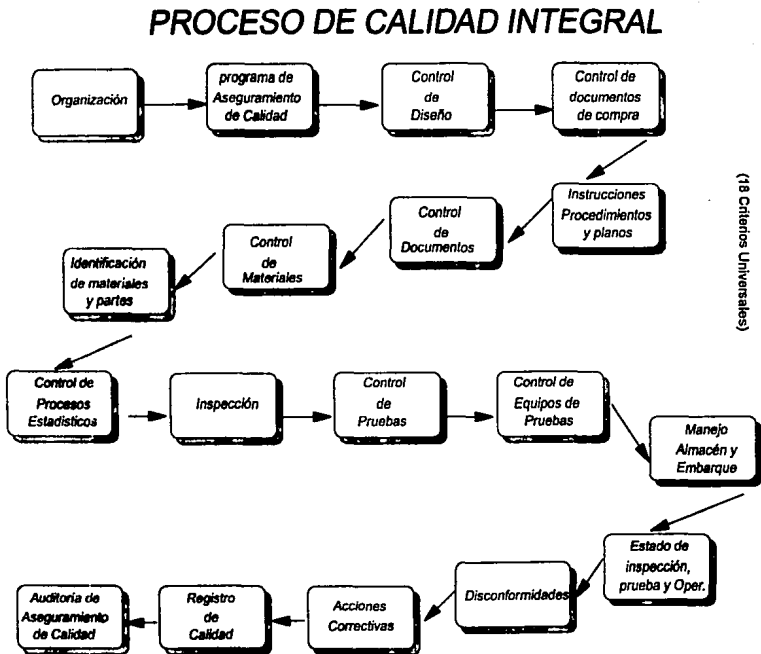 PROCESO DE CALIDAD INTEGRAL
Organización
programa de
Aseguramiento
de Calidad
Control
de
Diseño
Control de
documentos
de compra
Instrucciones
Procedimientos
y planos
Control
de
Documentos
Control
de
Materiales
Identificación
de materiales
y partes
(18 Criterios Universales)
Control de
Procesos
Estadísticos
Inspección
Control
de
Pruebas
Control de
Equipos de
Pruebas
Manejo
Almacén y
Embarque
Estado de
inspección,
prueba y Oper.
Disconformidades
Acciones
Correctivas
Registro
de
Calidad
Auditoría de
Aseguramiento
de Calidad